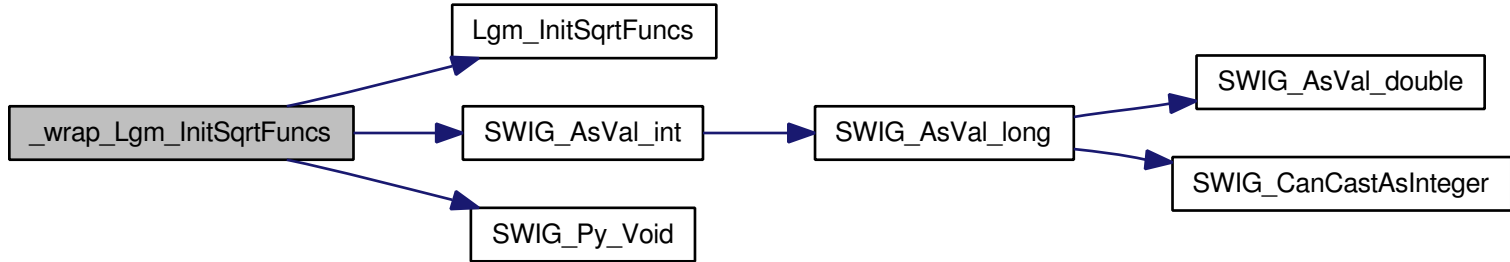 _wrap_Lgm_InitSqrtFuncs
Lgm_InitSqrtFuncs
SWIG_AsVal_int
SWIG_Py_Void
SWIG_AsVal_long
SWIG_AsVal_double
SWIG_CanCastAsInteger